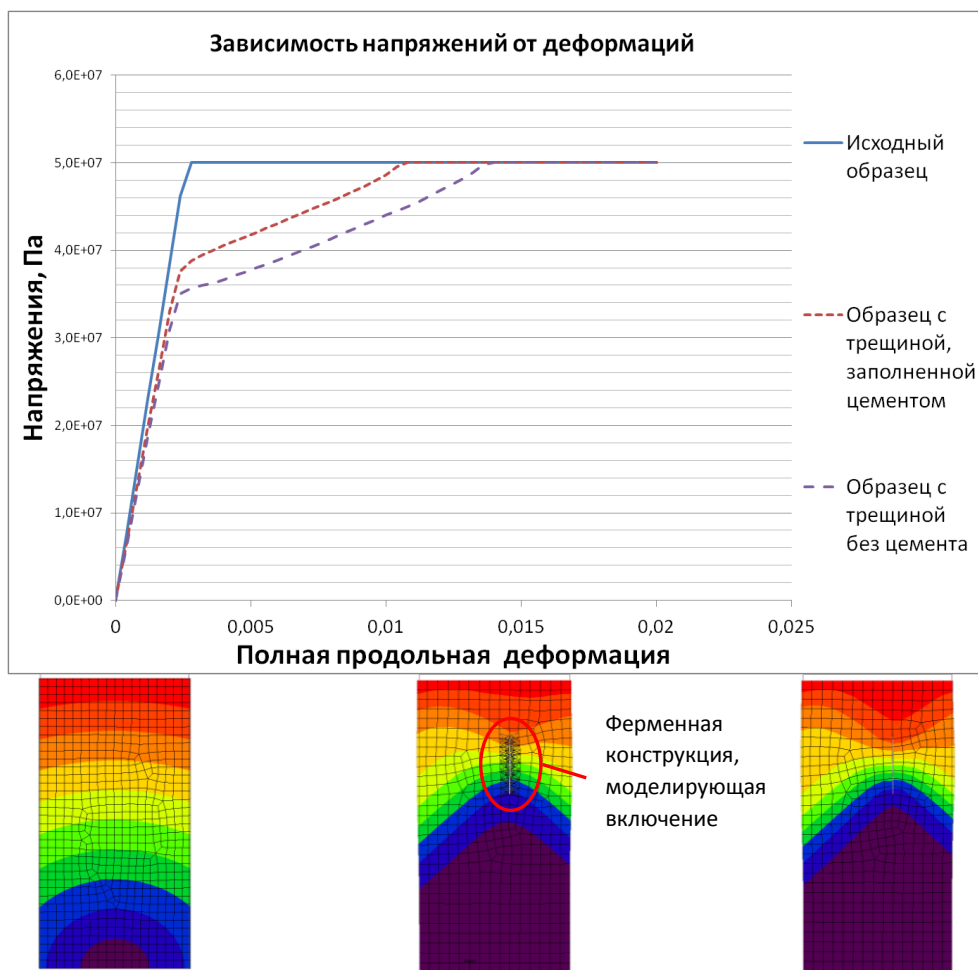 Зависимость напряжений от деформаций
6,0E+07
5,0E+07
4,0E+07
3,0E+07
2,0E+07
1,0E+07
0,0E+00
Напряжения, Па
0
0,005
0,01
0,015
0,02
0,025
Полная продольная деформация
Исходный
образец
Образец с
трещиной,
заполненной
цементом
Образец с
трещиной
без цемента
Ферменная
конструкция,
моделирующая
включение